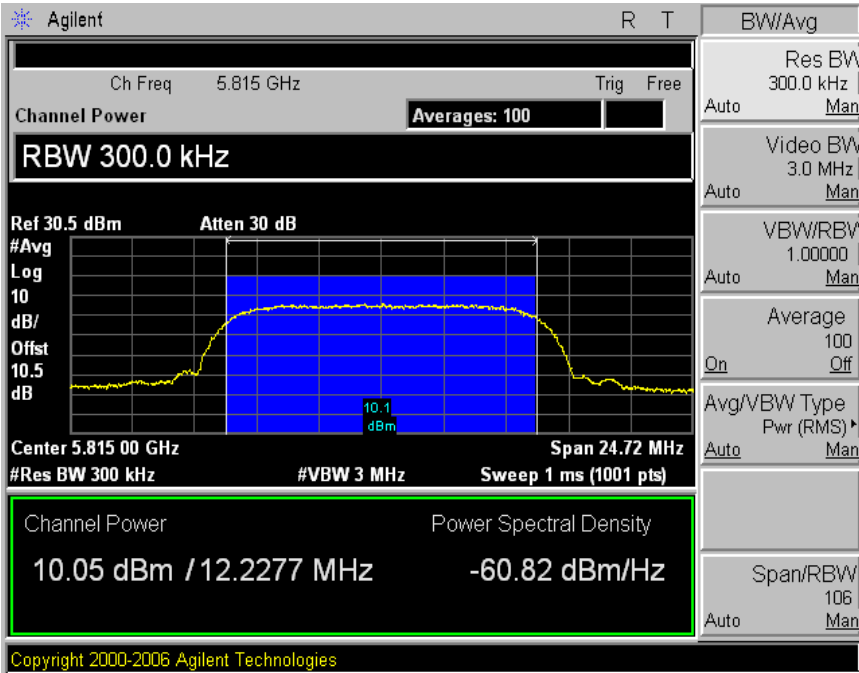 Agilent R T BW/Avg
Ch Freq 5.815 GHz Trig Free
Channel Power Averages: 100
RBW 300.0 kHz
Ref 30.5 dBm Atten 30 dB
#Avg
Log
10
dB/
Offst
10.5
dB
10.1
dBm
Center 5.815 00 GHz Span 24.72 MHz
#Res BW 300 kHz #VBW 3 MHz Sweep 1 ms (1001 pts)
Channel Power Power Spectral Density
10.05 dBm / 12.2277 MHz -60.82 dBm/Hz
Copyright 2000-2006 Agilent Technologies
Res BW
300.0 kHz
Auto Man
Video BW
3.0 MHz
Auto Man
VBW/RBW
1.00000
Auto Man
Average
100
On Off
Avg/VBW Type
Pwr (RMS)
Auto Man
Span/RBW
106
Auto Man